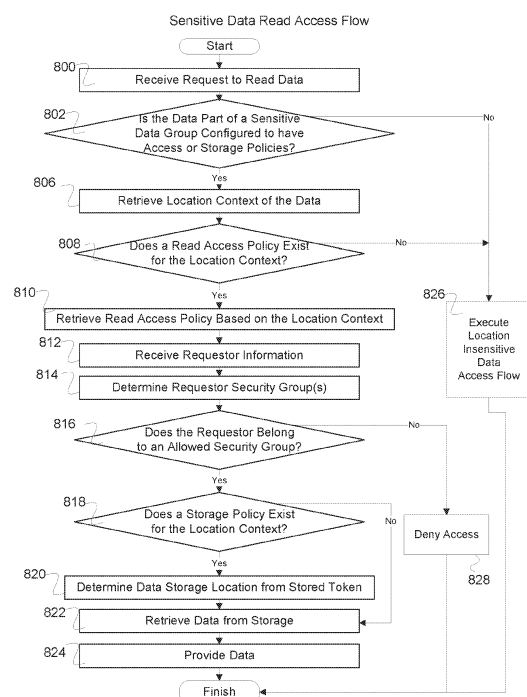 Sensitive Data Read Access Flow
Start
800
Receive Request to Read Data
802
Is the Data Part of a Sensitive
Data Group Configured to have
Access or Storage Policies?
No
Yes
806
Retrieve Location Context of the Data
808
Does a Read Access Policy Exist
for the Location Context?
No
Yes
810
Retrieve Read Access Policy Based on the Location Context
826
Execute
Location
Insensitive
Data
Access Flow
812
Receive Requestor Information
814
Determine Requestor Security Group(s)
816
Does the Requestor Belong
to an Allowed Security Group?
No
Yes
818
Does a Storage Policy Exist
for the Location Context?
No
Yes
Deny Access
828
820
Determine Data Storage Location from Stored Token
822
Retrieve Data from Storage
824
Provide Data
Finish